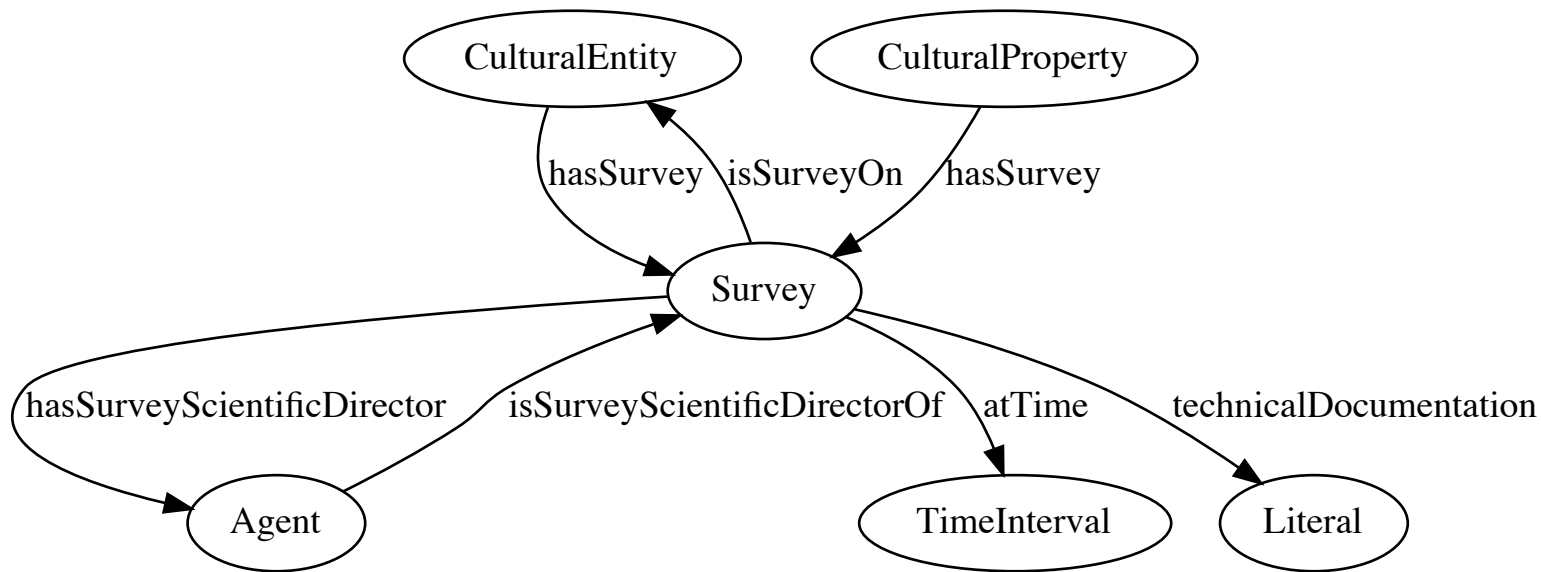 CulturalEntity
CulturalProperty
hasSurvey
isSurveyOn
hasSurvey
Survey
hasSurveyScientificDirector
isSurveyScientificDirectorOf
atTime
technicalDocumentation
Agent
TimeInterval
Literal